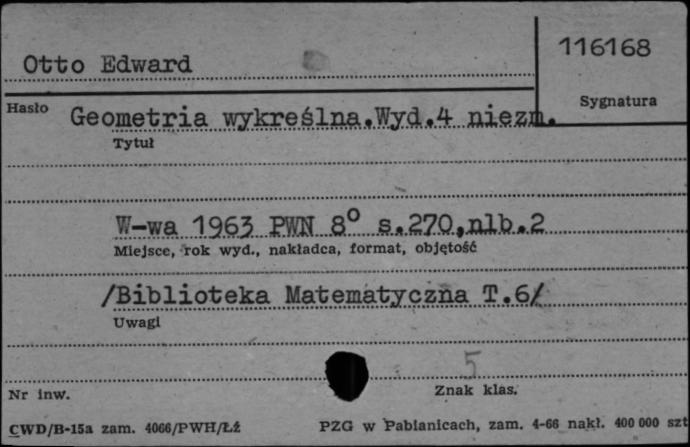 Otto Edward
116168
Hasło
Sygnatura
Geometria wykreślna.Wyd.4 niezm.
Tytuł
W-wa 1963 PWN 8° s.270,nlb.2
Miejsce, rok wyd., nakładca, format, objętość
/Biblioteka Matematyczna T.6/
Uwagi
5
Nr inw.
Znak klas.
CWD/B-15a zam. 4066/PWH/Łź
PZG w Pabianicach, zam. 4-66 nakł. 400 000 szt